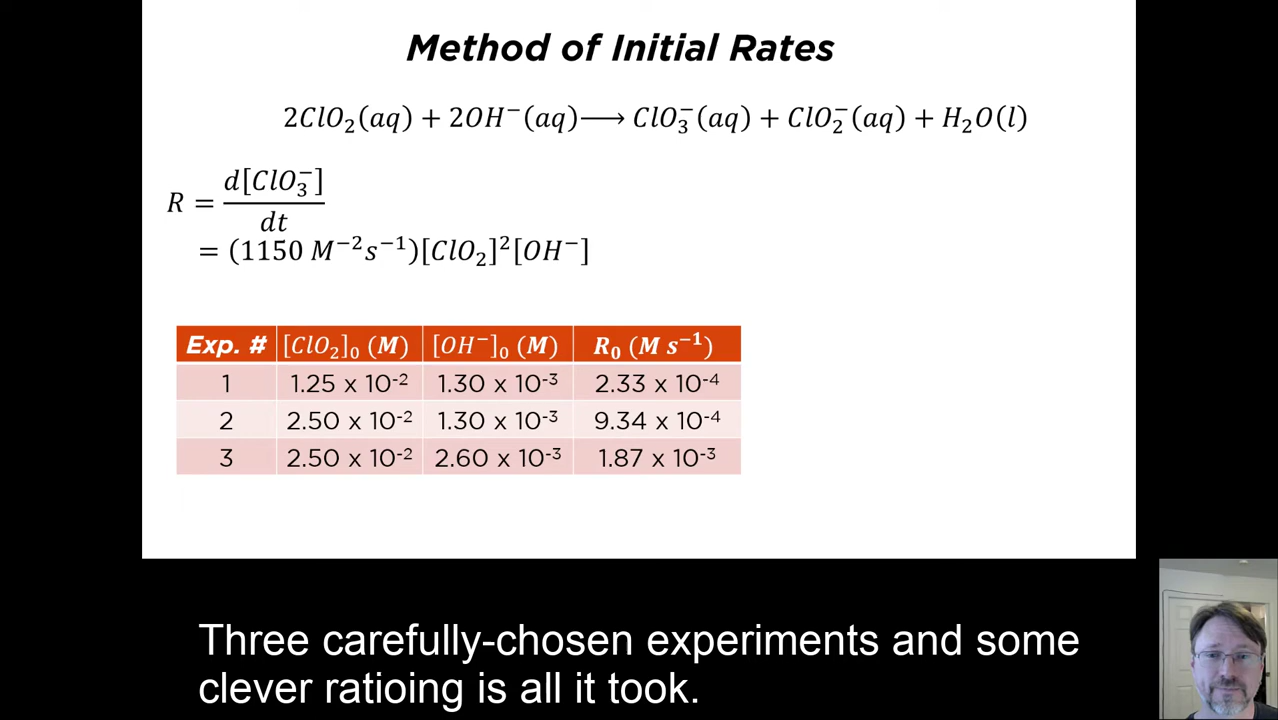 Method of Initial Rates
2ClO₂(aq) + 2OH⁻(aq)⟶ ClO₃⁻(aq) + ClO₂⁻(aq) + H₂O(l)
R = d[ClO₃⁻]/dt
= (1150 M⁻²s⁻¹)[ClO₂]²[OH⁻]
Exp. # [ClO₂]₀ (M) [OH⁻]₀ (M) R₀ (M s⁻¹)
1 1.25 x 10⁻² 1.30 x 10⁻³ 2.33 x 10⁻⁴
2 2.50 x 10⁻² 1.30 x 10⁻³ 9.34 x 10⁻⁴
3 2.50 x 10⁻² 2.60 x 10⁻³ 1.87 x 10⁻³
Three carefully-chosen experiments and some
clever ratioing is all it took.